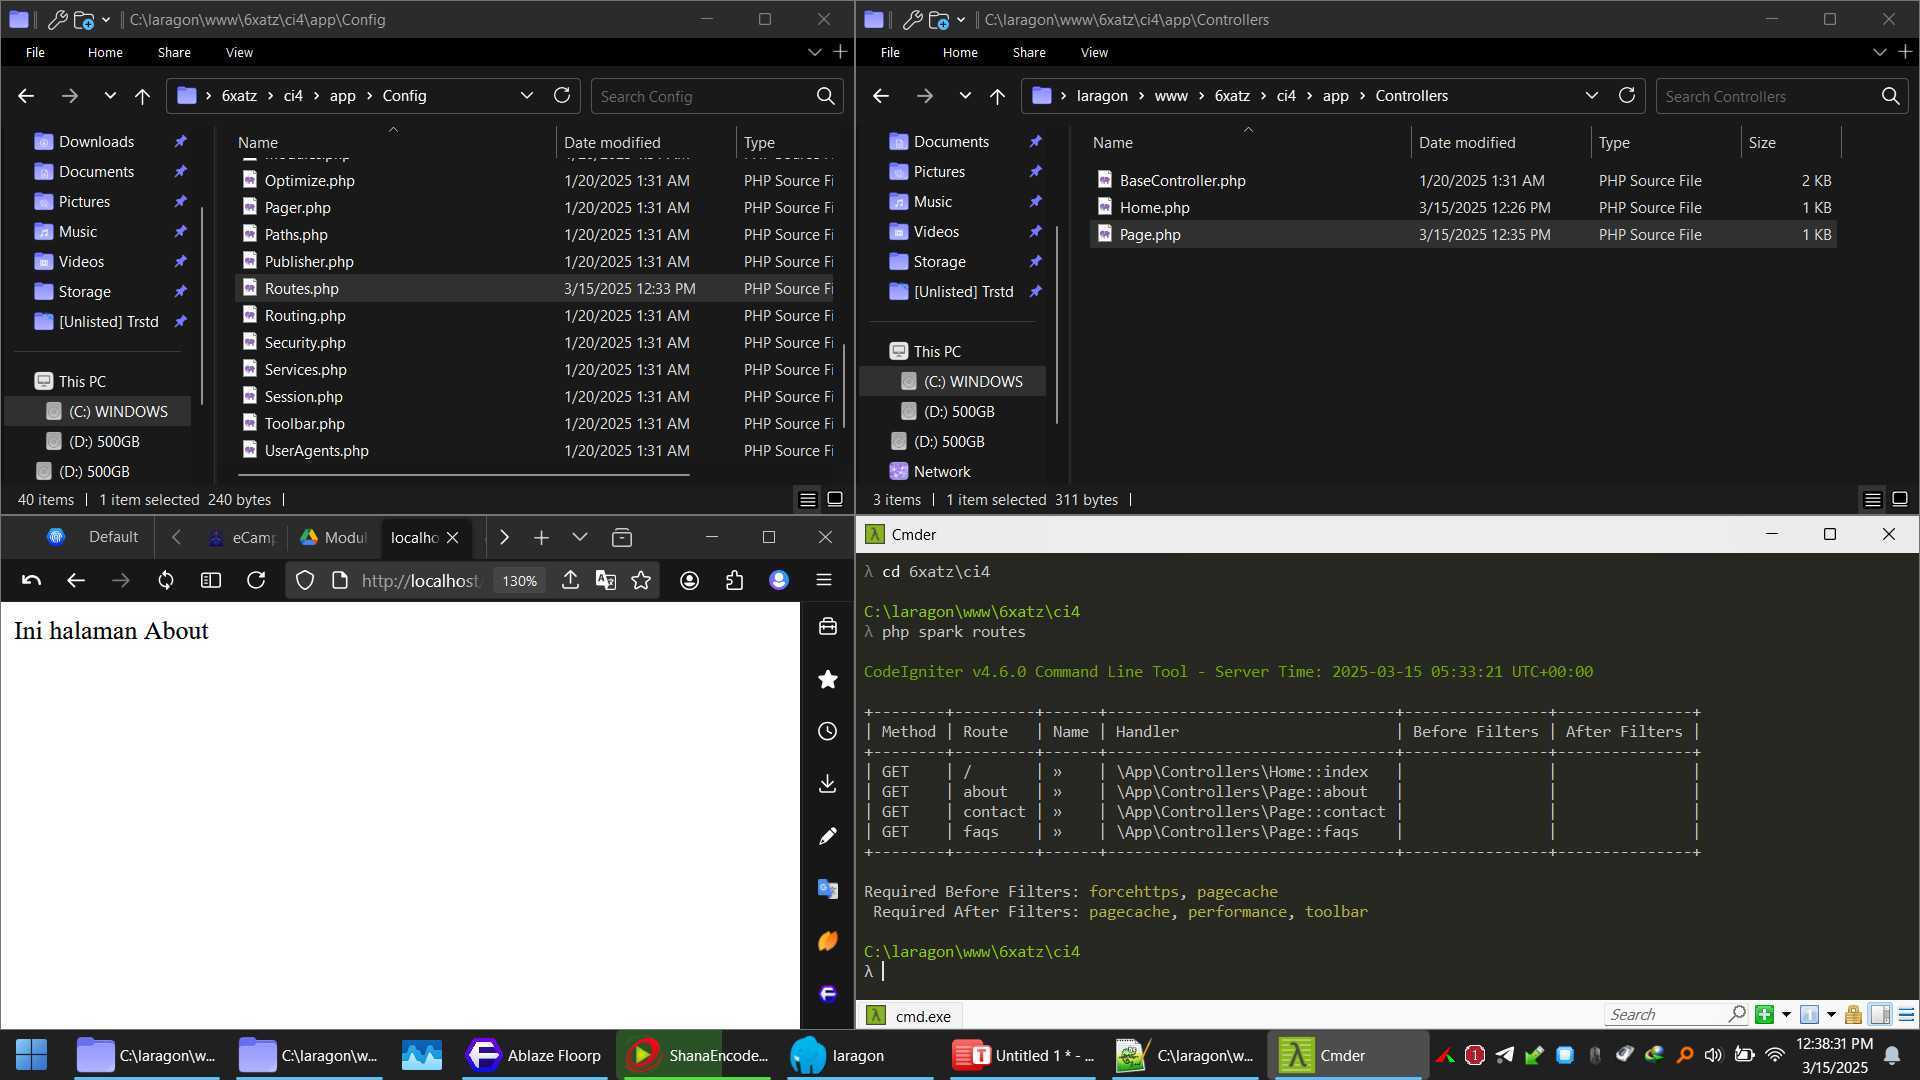 C:\laragon\www\6xatz\ci4\app\Config
File Home Share View
6xatz ci4 app Config
Search Config
Downloads
Documents
Pictures
Music
Videos
Storage
[Unlisted] Trstd
This PC
(C:) WINDOWS
(D:) 500GB
(D:) 500GB
Name Date modified Type
Optimize.php 1/20/2025 1:31 AM PHP Source Fi
Pager.php 1/20/2025 1:31 AM PHP Source Fi
Paths.php 1/20/2025 1:31 AM PHP Source Fi
Publisher.php 1/20/2025 1:31 AM PHP Source Fi
Routes.php 3/15/2025 12:33 PM PHP Source Fi
Routing.php 1/20/2025 1:31 AM PHP Source Fi
Security.php 1/20/2025 1:31 AM PHP Source Fi
Services.php 1/20/2025 1:31 AM PHP Source Fi
Session.php 1/20/2025 1:31 AM PHP Source Fi
Toolbar.php 1/20/2025 1:31 AM PHP Source Fi
UserAgents.php 1/20/2025 1:31 AM PHP Source Fi
40 items 1 item selected 240 bytes
C:\laragon\www\6xatz\ci4\app\Controllers
File Home Share View
laragon www 6xatz ci4 app Controllers
Search Controllers
Documents
Pictures
Music
Videos
Storage
[Unlisted] Trstd
This PC
(C:) WINDOWS
(D:) 500GB
(D:) 500GB
Network
Name Date modified Type Size
BaseController.php 1/20/2025 1:31 AM PHP Source File 2 KB
Home.php 3/15/2025 12:26 PM PHP Source File 1 KB
Page.php 3/15/2025 12:35 PM PHP Source File 1 KB
3 items 1 item selected 311 bytes
Default eCamp Modul localho
http://localhost/ 130%
Ini halaman About
Cmder
λ cd 6xatz\ci4
C:\laragon\www\6xatz\ci4
λ php spark routes
CodeIgniter v4.6.0 Command Line Tool - Server Time: 2025-03-15 05:33:21 UTC+00:00
+--------+---------+------+--------------------------------+----------------+---------------+
| Method | Route | Name | Handler | Before Filters | After Filters |
+--------+---------+------+--------------------------------+----------------+---------------+
| GET | / | » | \App\Controllers\Home::index | | |
| GET | about | » | \App\Controllers\Page::about | | |
| GET | contact | » | \App\Controllers\Page::contact | | |
| GET | faqs | » | \App\Controllers\Page::faqs | | |
+--------+---------+------+--------------------------------+----------------+---------------+
Required Before Filters: forcehttps, pagecache
Required After Filters: pagecache, performance, toolbar
C:\laragon\www\6xatz\ci4
λ
cmd.exe
Search
C:\laragon\w... C:\laragon\w... Ablaze Floorp ShanaEncode... laragon Untitled 1 * - ... C:\laragon\w... Cmder
12:38:31 PM
3/15/2025